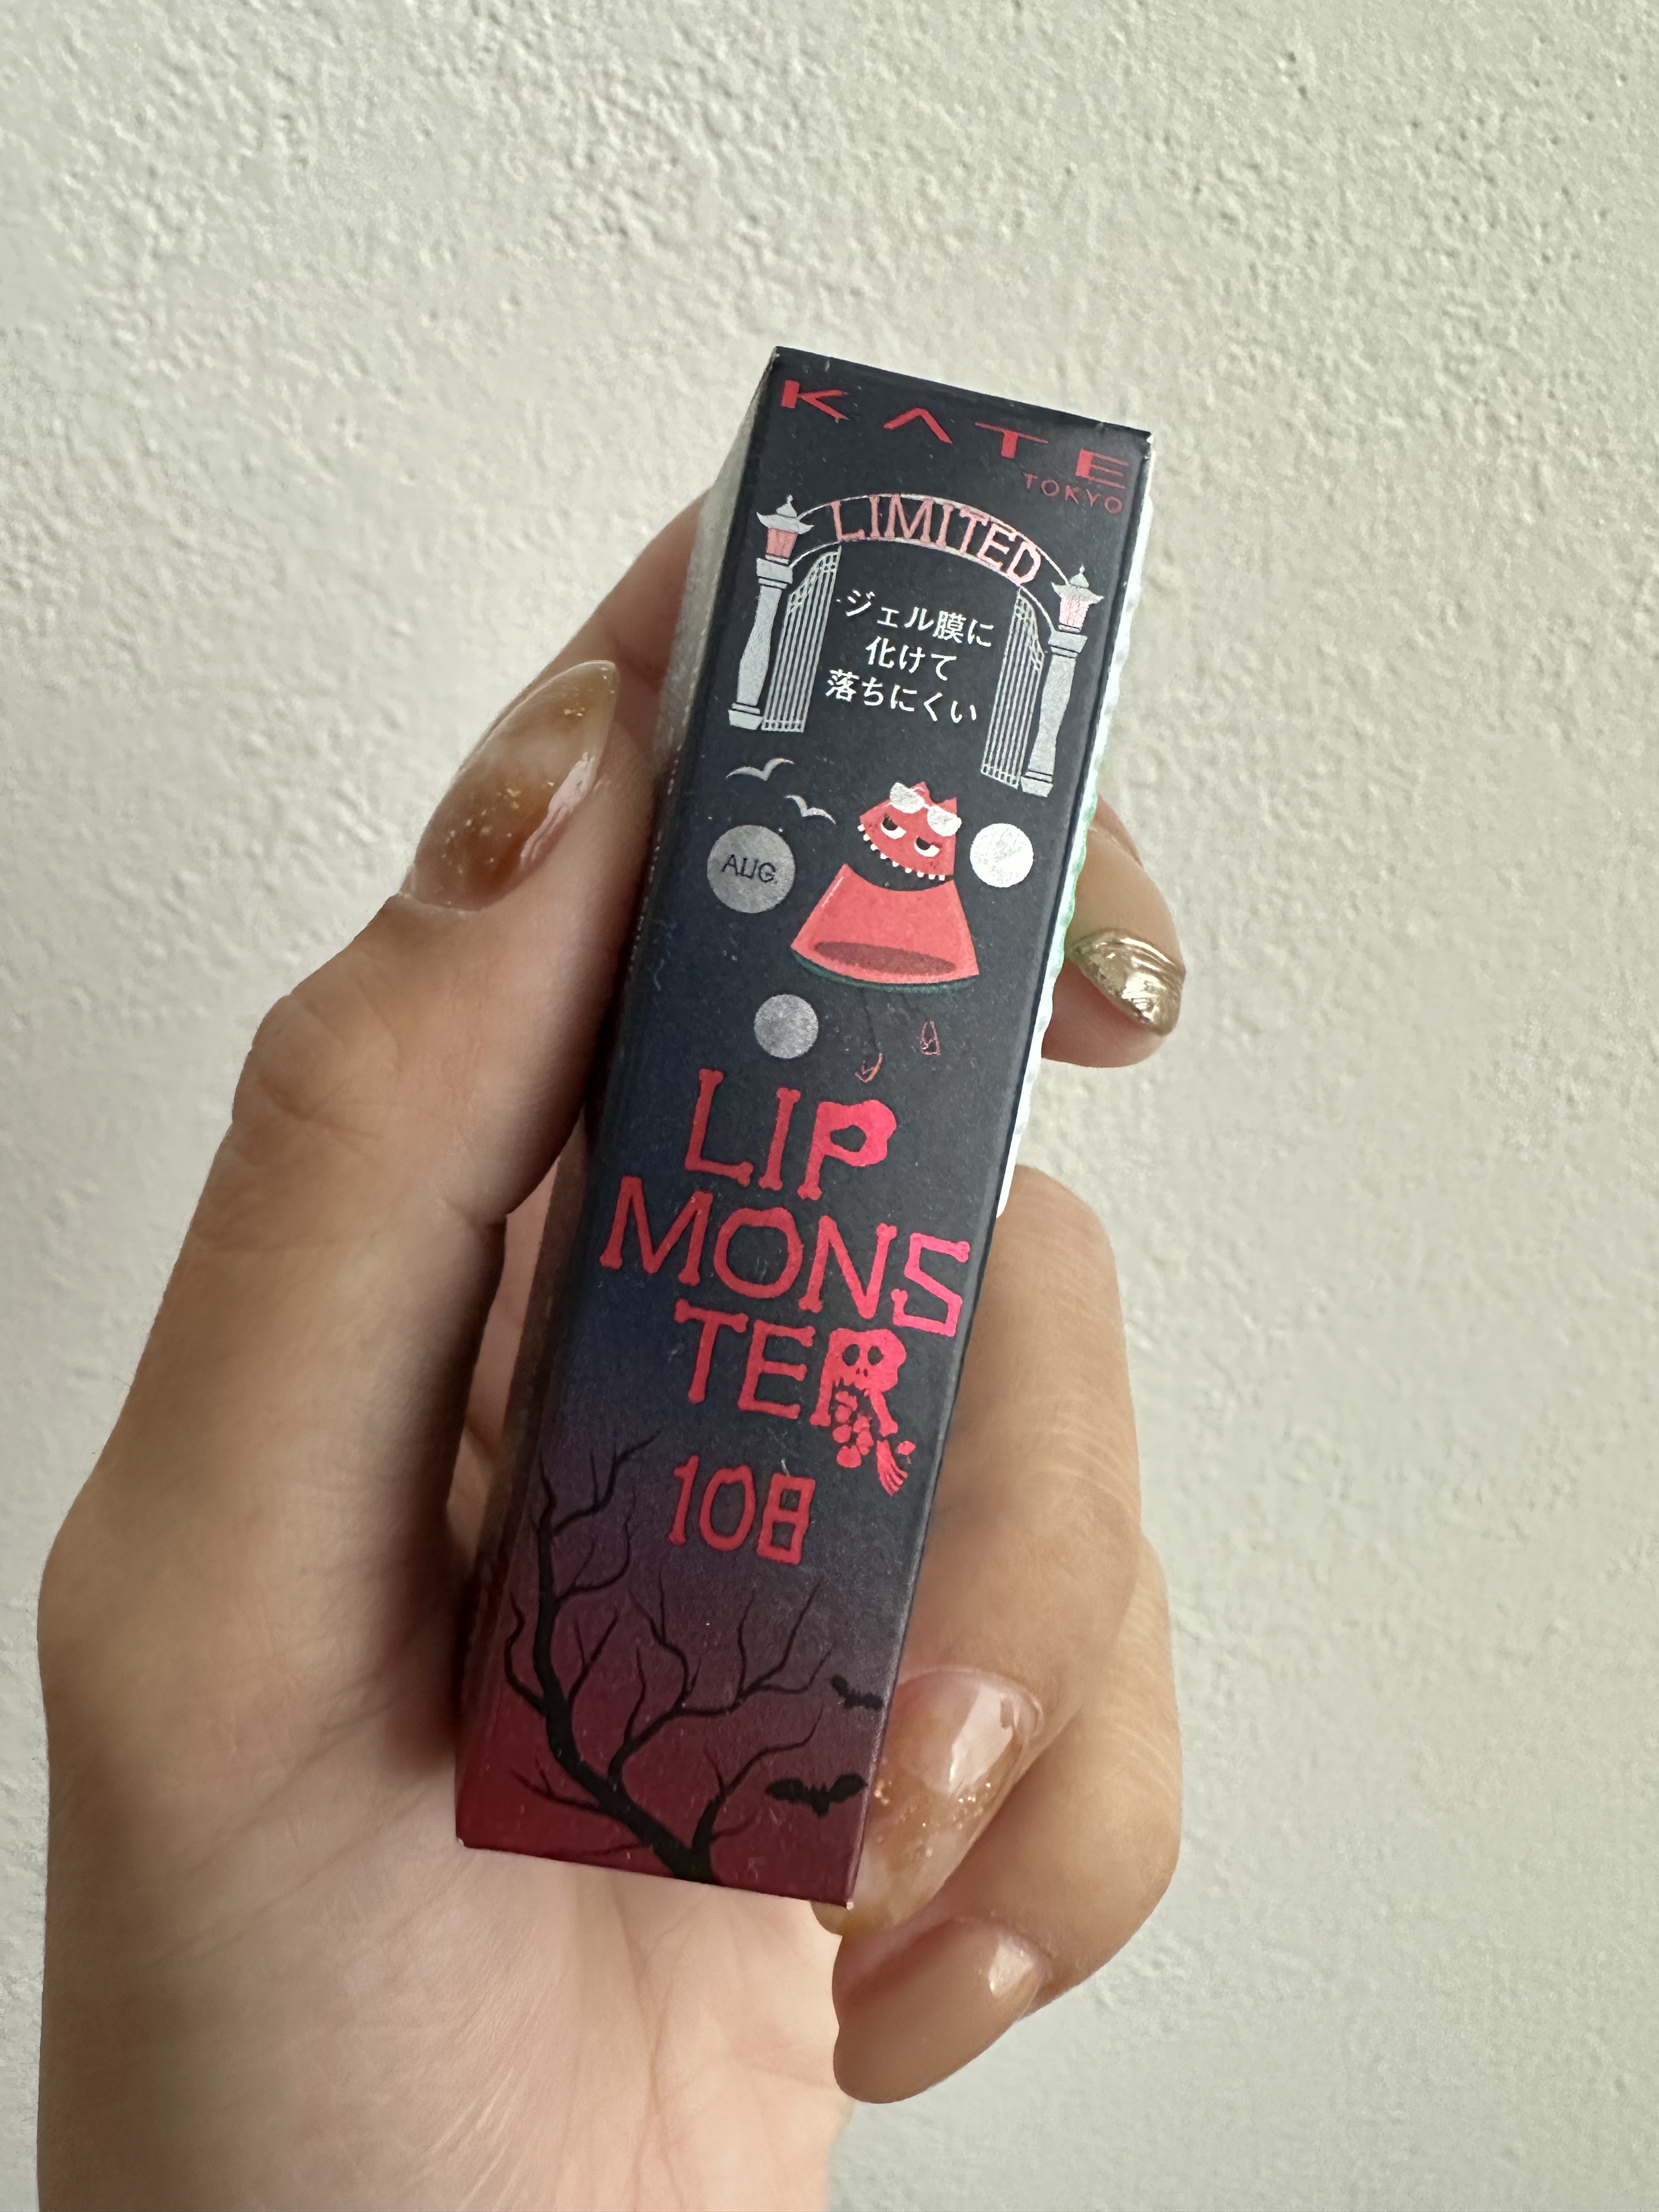 KATE
TOKYO
LIMITED
ジェル膜に
化けて
落ちにくい
AUG.
LIP
MONS
TER
108